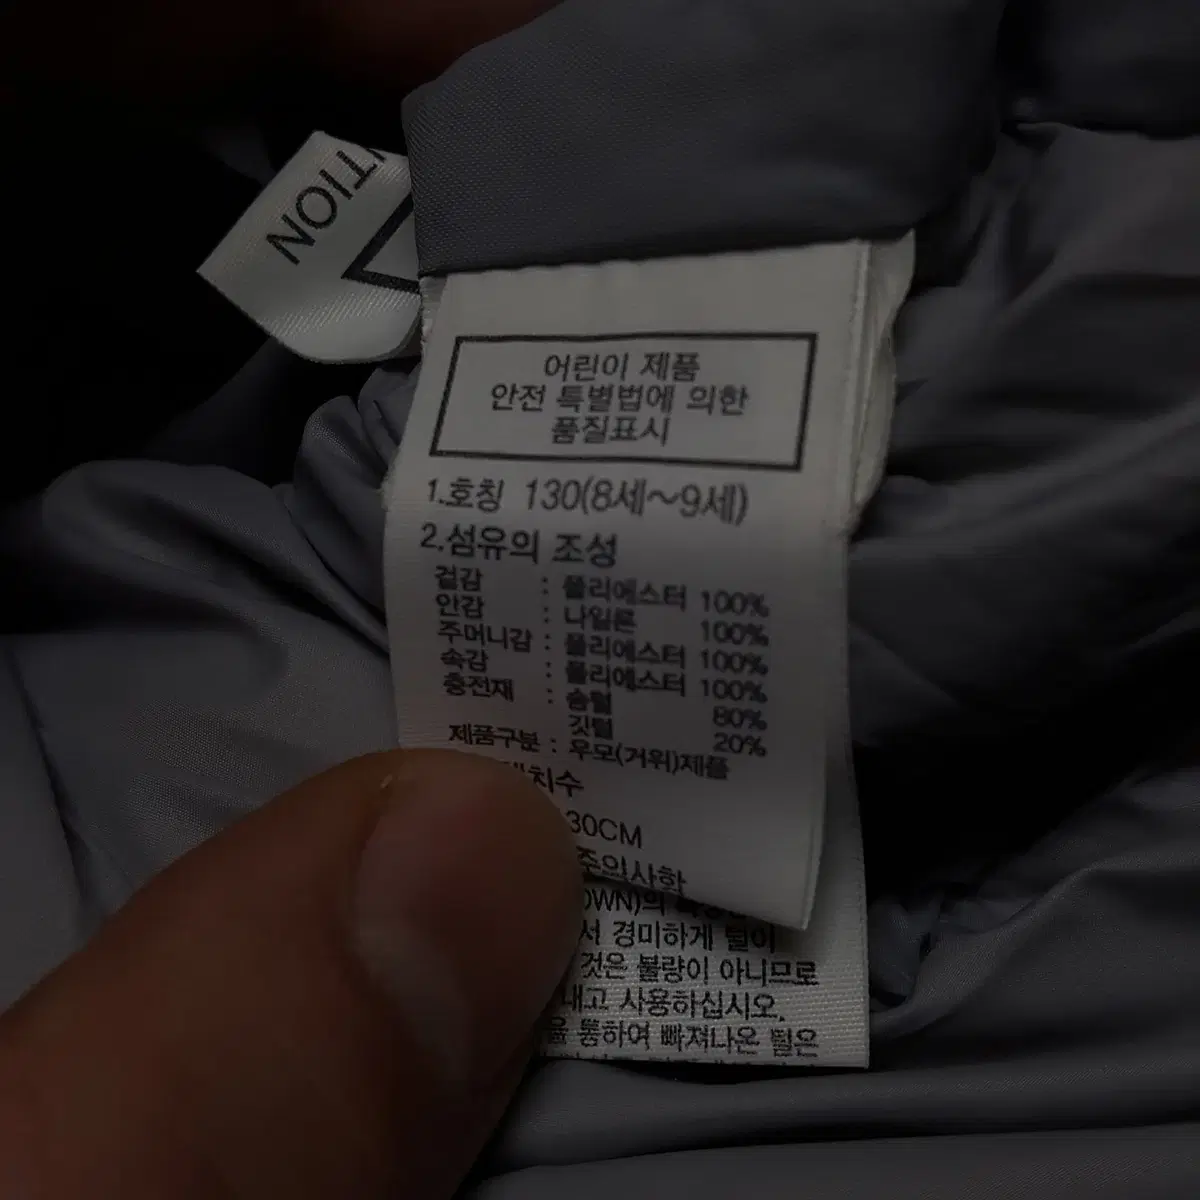 NTION
어린이 제품
안전 특별법에 의한
품질표시
1.호칭 130(8세~9세)
2.섬유의 조성
겉감 : 폴리에스터 100%
안감 : 나일론 100%
주머니감 : 폴리에스터 100%
속감 : 폴리에스터 100%
충전재 : 솜털 80%
깃털 20%
제품구분 : 우모(거위)제품
치수
30CM
주의사항
OWN)의
서 경미하게 털이
것은 불량이 아니므로
내고 사용하십시오.
을 통하여 빠져나온 털은